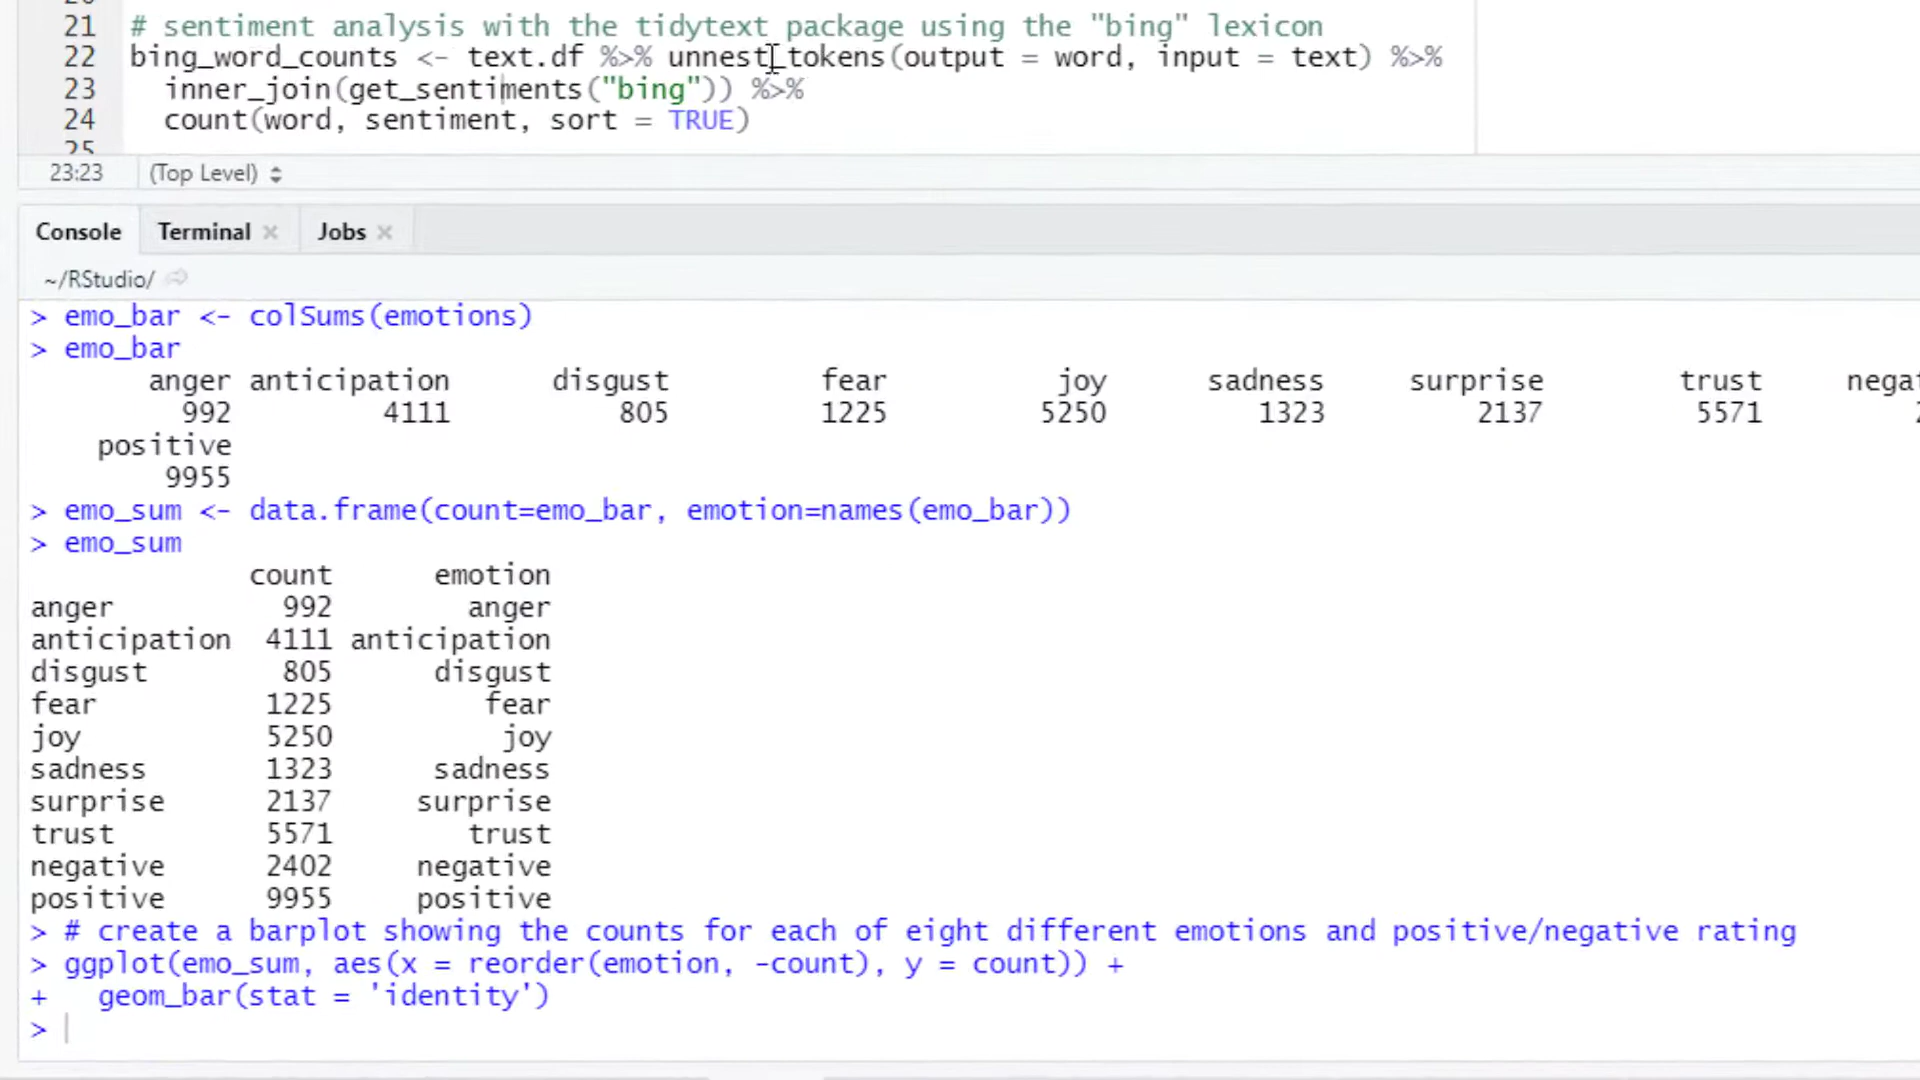 21 # sentiment analysis with the tidytext package using the "bing" lexicon
22 bing_word_counts <- text.df %>% unnest_tokens(output = word, input = text) %>%
23 inner_join(get_sentiments("bing")) %>%
24 count(word, sentiment, sort = TRUE)
25
23:23 (Top Level)
Console Terminal Jobs
~/RStudio/
> emo_bar <- colSums(emotions)
> emo_bar
anger anticipation disgust fear joy sadness surprise trust negat
992 4111 805 1225 5250 1323 2137 5571
positive
9955
> emo_sum <- data.frame(count=emo_bar, emotion=names(emo_bar))
> emo_sum
count emotion
anger 992 anger
anticipation 4111 anticipation
disgust 805 disgust
fear 1225 fear
joy 5250 joy
sadness 1323 sadness
surprise 2137 surprise
trust 5571 trust
negative 2402 negative
positive 9955 positive
> # create a barplot showing the counts for each of eight different emotions and positive/negative rating
> ggplot(emo_sum, aes(x = reorder(emotion, -count), y = count)) +
+ geom_bar(stat = 'identity')
>